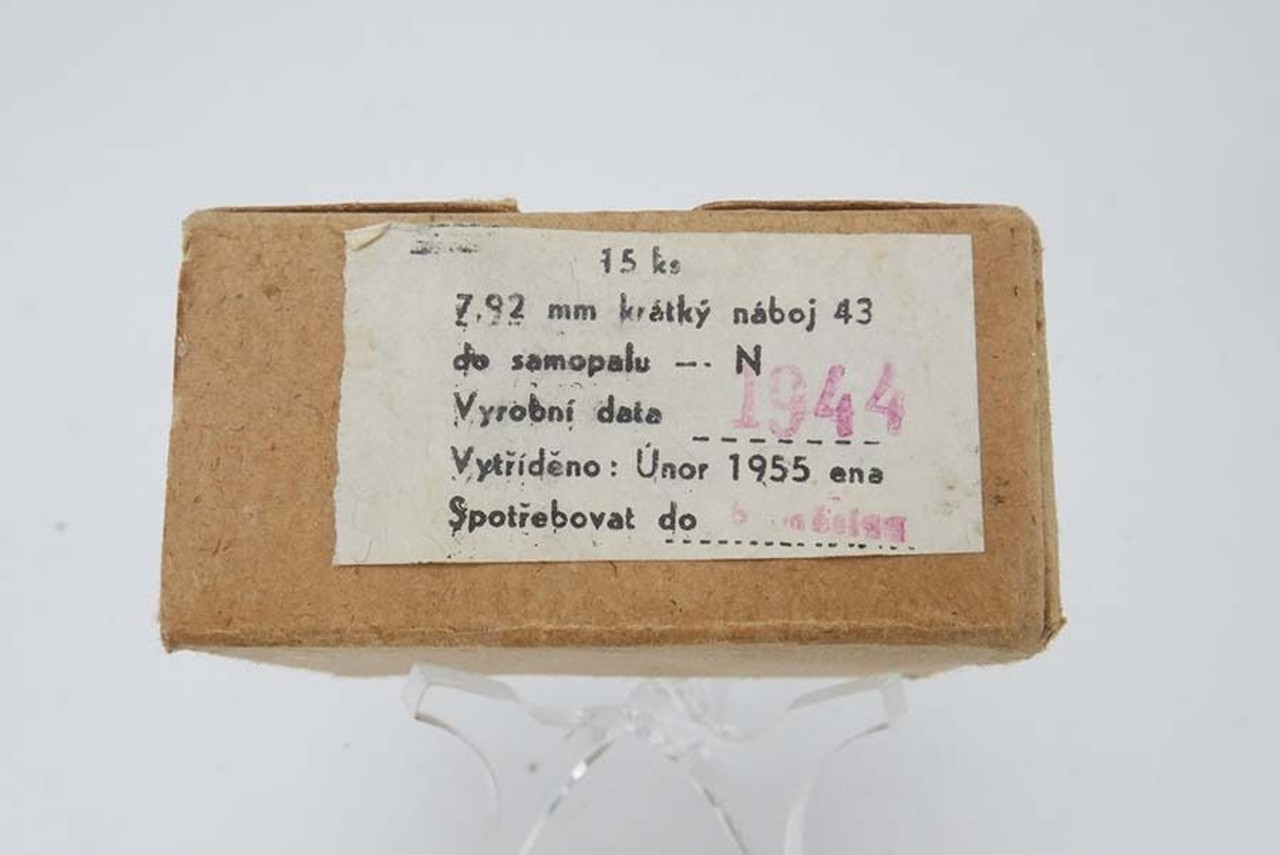 15 ks
7,92 mm krátký náboj 43
do samopalu — N
Vyrobní data 1944
Vytříděno: Únor 1955 ena
Spotřebovat do 6